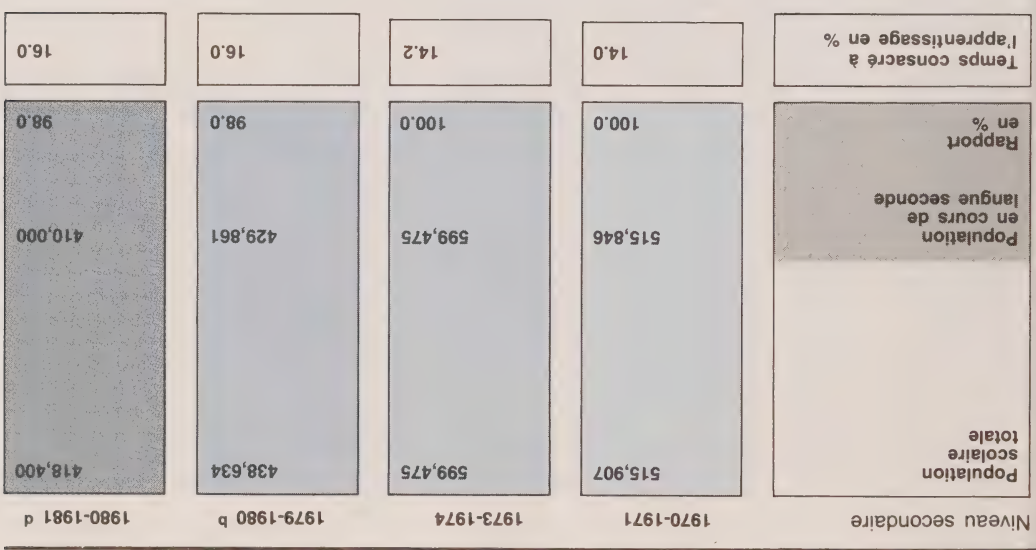 Niveau secondaire 1970-1971 1973-1974 1979-1980 b 1980-1981 d
Population
scolaire
totale 515,907 599,475 438,634 418,400
Population
en cours de
langue seconde 515,846 599,475 429,861 410,000
Rapport
en % 100.0 100.0 98.0 98.0
Temps consacré à
l'apprentissage en % 14.0 14.2 16.0 16.0